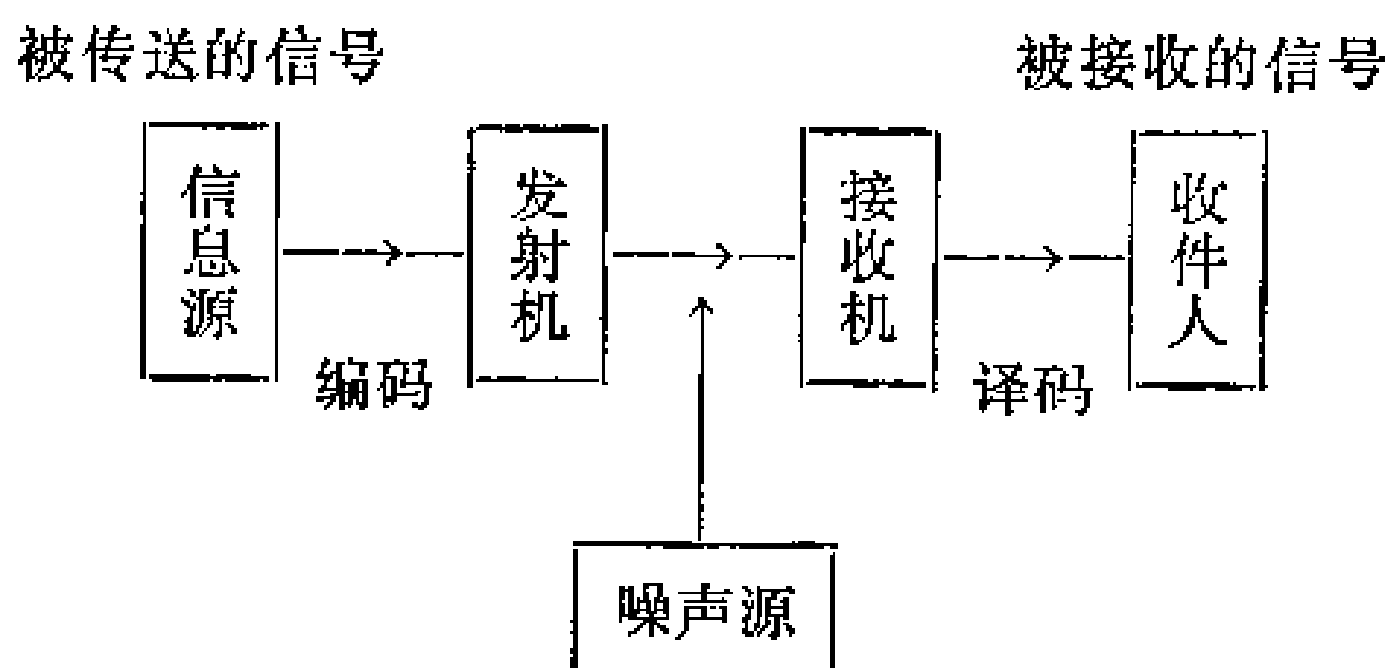 被传送的信号
被接收的信号
信息源
发射机
接收机
收件人
编码
译码
噪声源